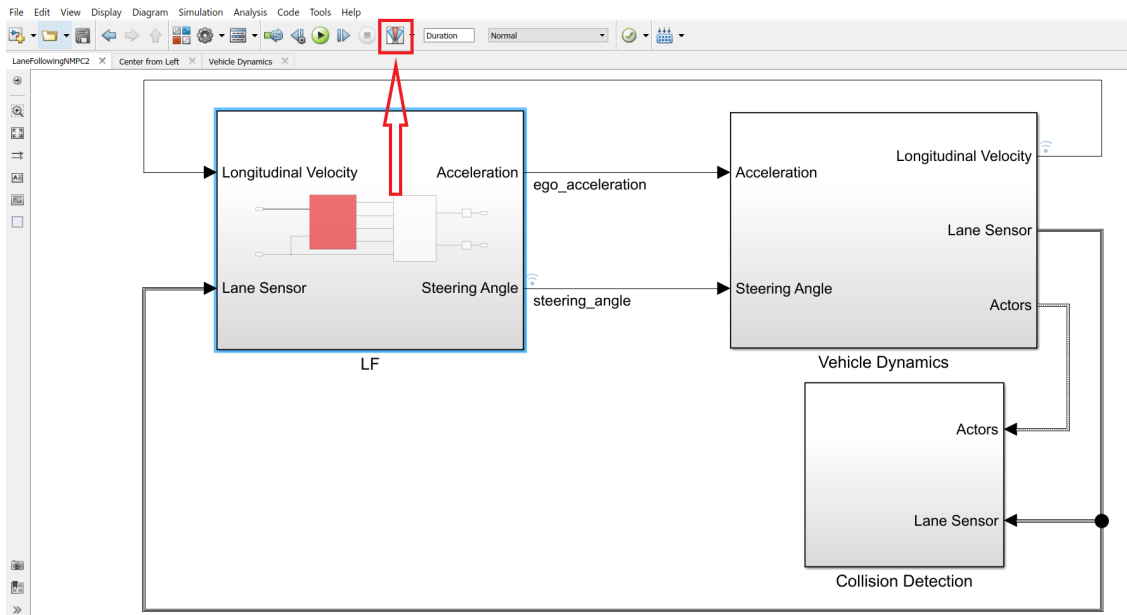 File Edit View Display Diagram Simulation Analysis Code Tools Help
Duration Normal
LaneFollowingNMPC2 Center from Left Vehicle Dynamics
Longitudinal Velocity
Acceleration
Lane Sensor
Steering Angle
LF
ego_acceleration
steering_angle
Acceleration
Steering Angle
Longitudinal Velocity
Lane Sensor
Actors
Vehicle Dynamics
Actors
Lane Sensor
Collision Detection